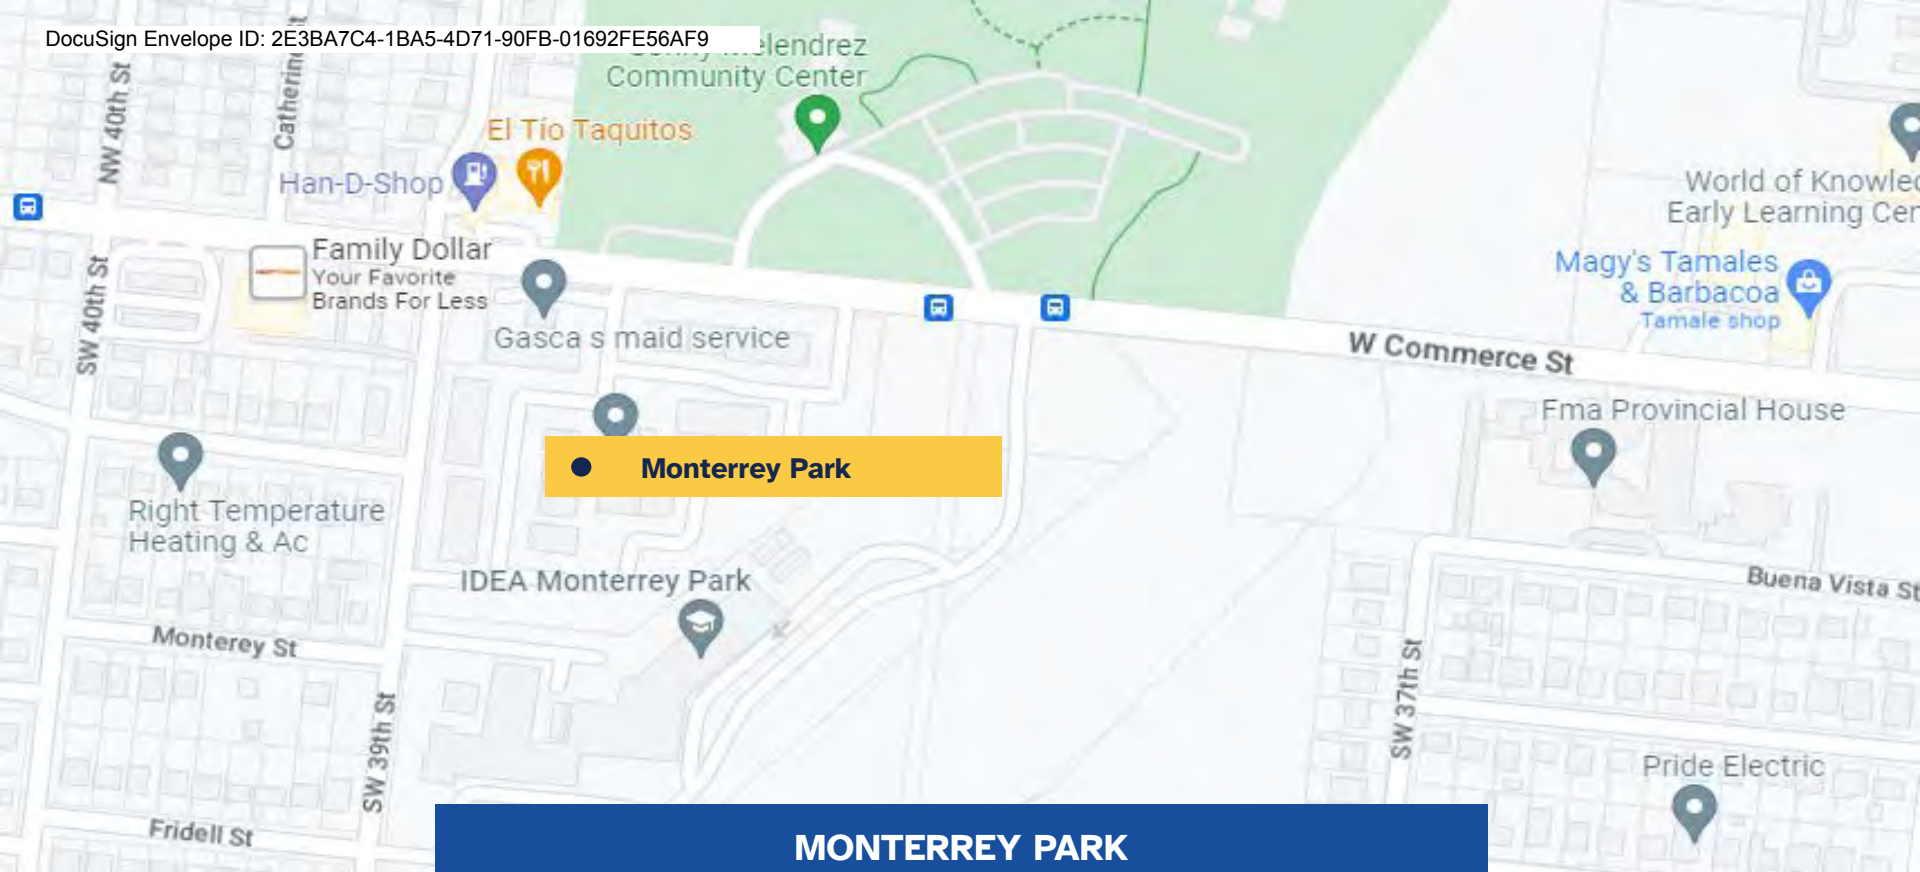 DocuSign Envelope ID: 2E3BA7C4-1BA5-4D71-90FB-01692FE56AF9
Community Center
NW 40th St
El Tío Taquitos
Han-D-Shop
World of
Early Learning
Family Dollar
Your Favorite
Brands For Less
SW 40th St
Magy's Tamales
& Barbacoa
Tamale shop
Gasca s maid service
W Commerce St
Fma Provincial House
Monterrey Park
Right Temperature
Heating & Ac
IDEA Monterrey Park
Buena Vista St
Monterey St
SW 39th St
SW 37th St
Pride Electric
Fridell St
MONTERREY PARK